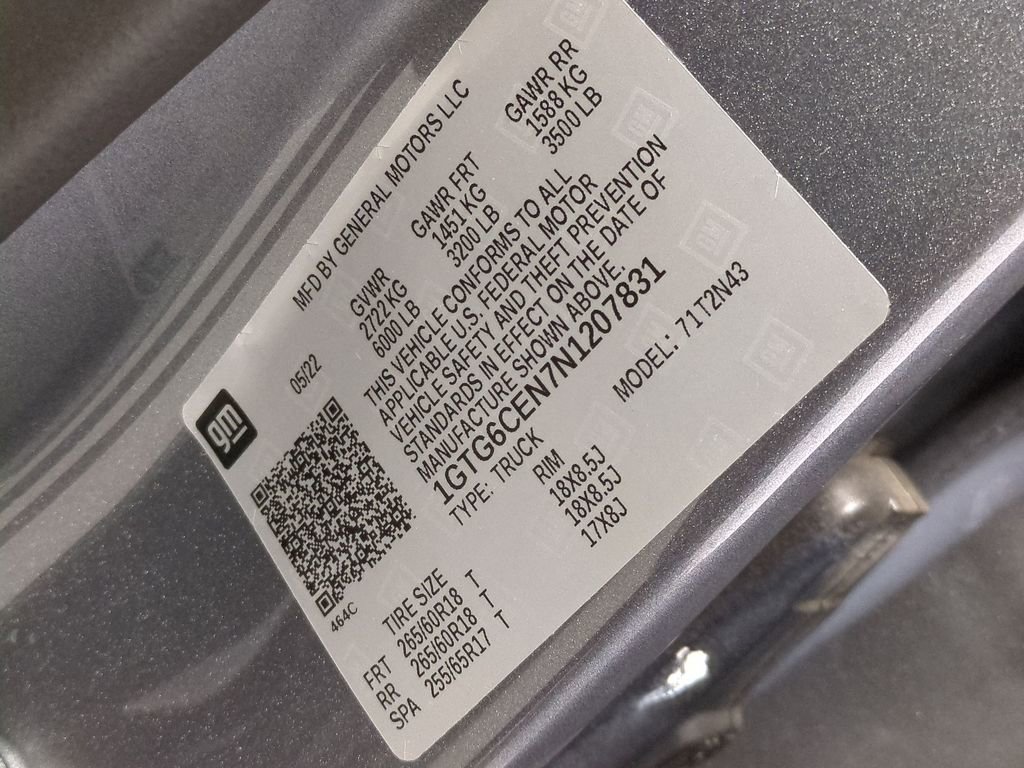 gm
MFD BY GENERAL MOTORS LLC
05/22
GVWR GAWR FRT GAWR RR
2722 KG 1451 KG 1588 KG
6000 LB 3200 LB 3500 LB
THIS VEHICLE CONFORMS TO ALL
APPLICABLE U.S. FEDERAL MOTOR
VEHICLE SAFETY AND THEFT PREVENTION
STANDARDS IN EFFECT ON THE DATE OF
MANUFACTURE SHOWN ABOVE.
1GTG6CEN7N1207831
TYPE: TRUCK MODEL: 71T2N43
464C
TIRE SIZE RIM
FRT 265/60R18 T 18X8.5J
RR 265/60R18 T 18X8.5J
SPA 255/65R17 T 17X8J